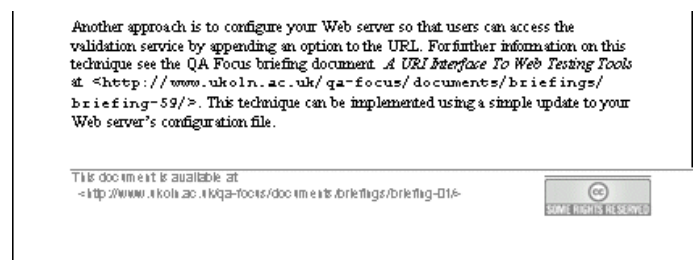 Another approach is to configure your Web server so that users can access the
validation service by appending an option to the URL. For further information on this
technique see the QA Focus briefing document A URI Interface To Web Testing Tools
at <http://www.ukoln.ac.uk/qa-focus/documents/briefings/
briefing-59/>. This technique can be implemented using a simple update to your
Web server's configuration file.
This document is available at
<http://www.ukoln.ac.uk/qa-focus/documents/briefings/briefing-01/>
cc
SOME RIGHTS RESERVED